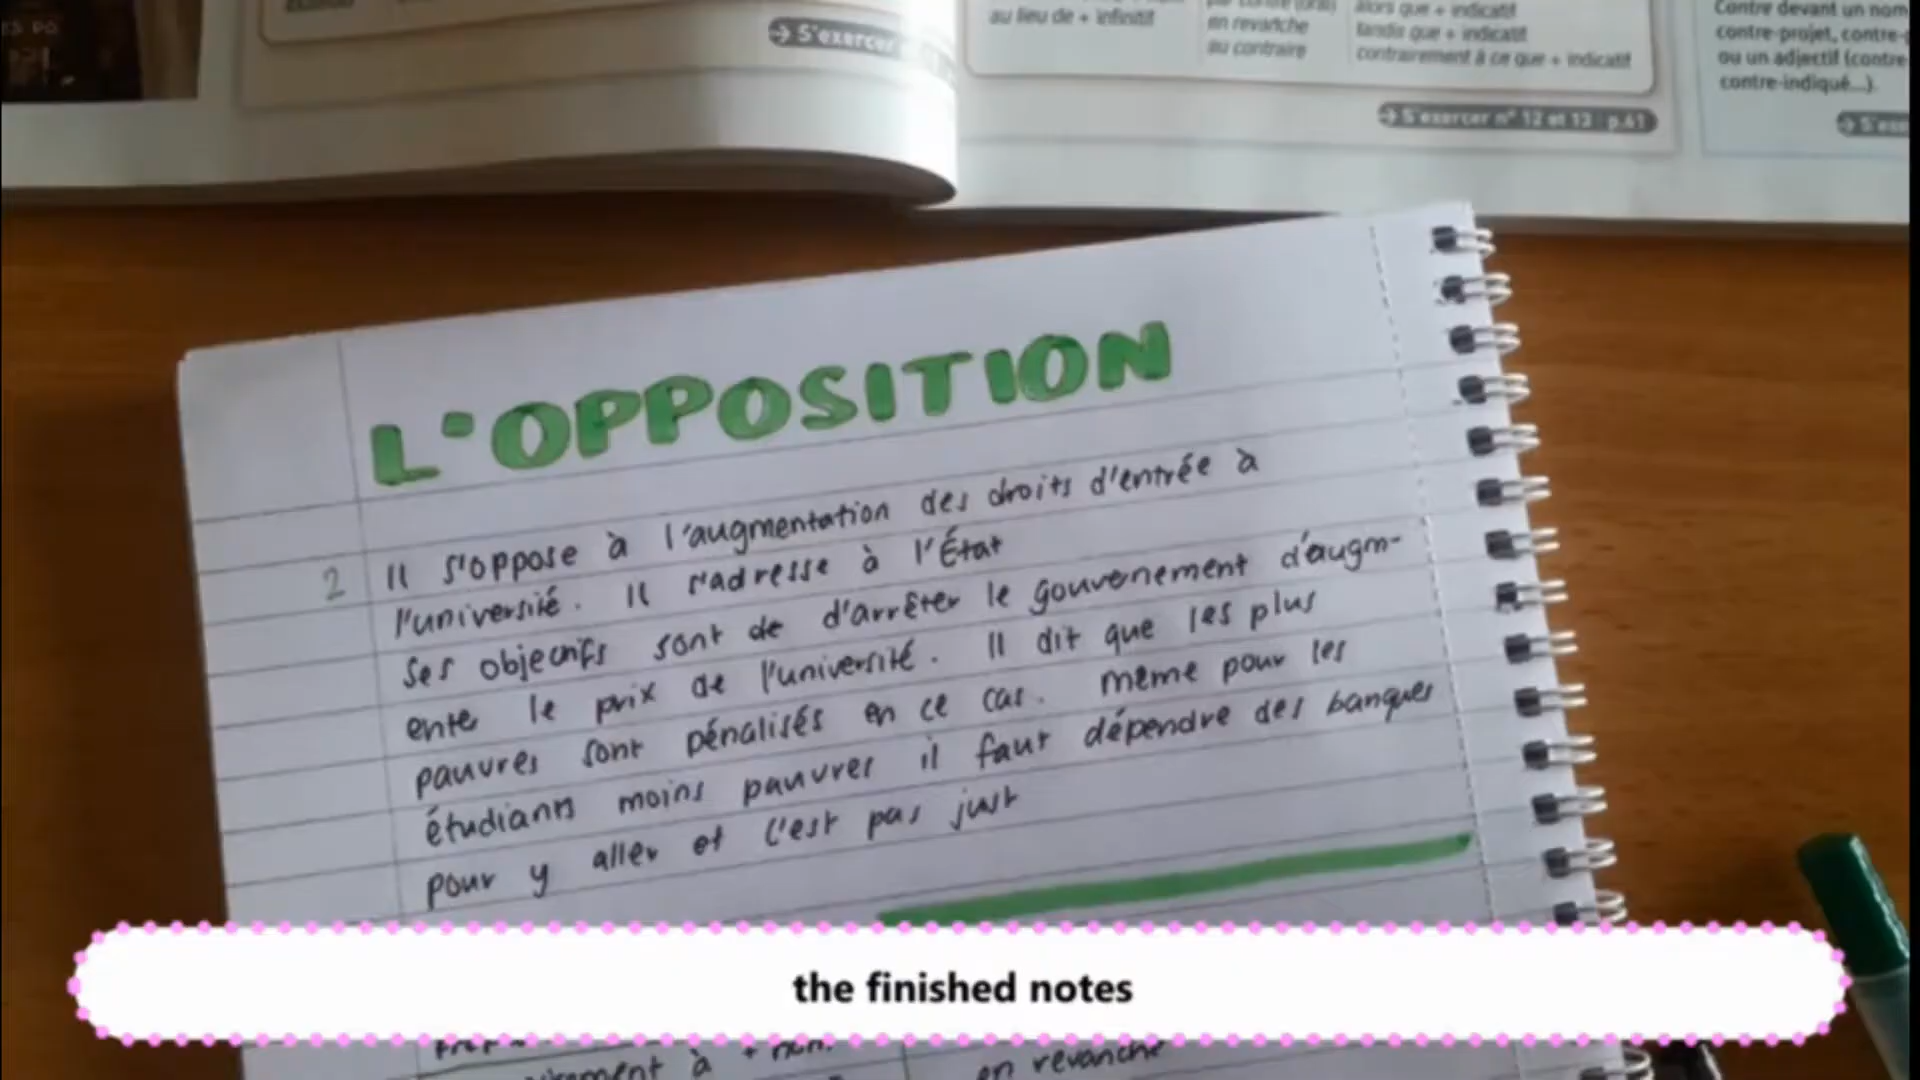 au lieu de + infinitif
en revanche
au contraire
alors que + indicatif
tandis que + indicatif
contrairement à ce que + indicatif
Contre devant un nom
contre-projet, contre-
ou un adjectif (contre
contre-indiqué...)
→ S'exercer
→ S'exercer n° 12 et 13 p.41
L'OPPOSITION
2 Il s'oppose à l'augmentation des droits d'entrée à
l'université. Il s'adresse à l'État
Ses objectifs sont de d'arrêter le gouvernement d'augm-
enter le prix de l'université. Il dit que les plus
pauvres sont pénalisés en ce cas. meme pour les
étudiants moins pauvres il faut dépendre des banques
pour y aller et c'est pas just
the finished notes
à + nom.
en revanche